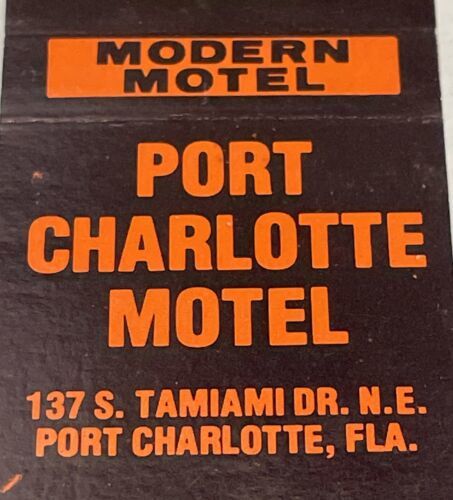 MODERN
MOTEL
PORT
CHARLOTTE
MOTEL
137 S. TAMIAMI DR. N.E.
PORT CHARLOTTE, FLA.